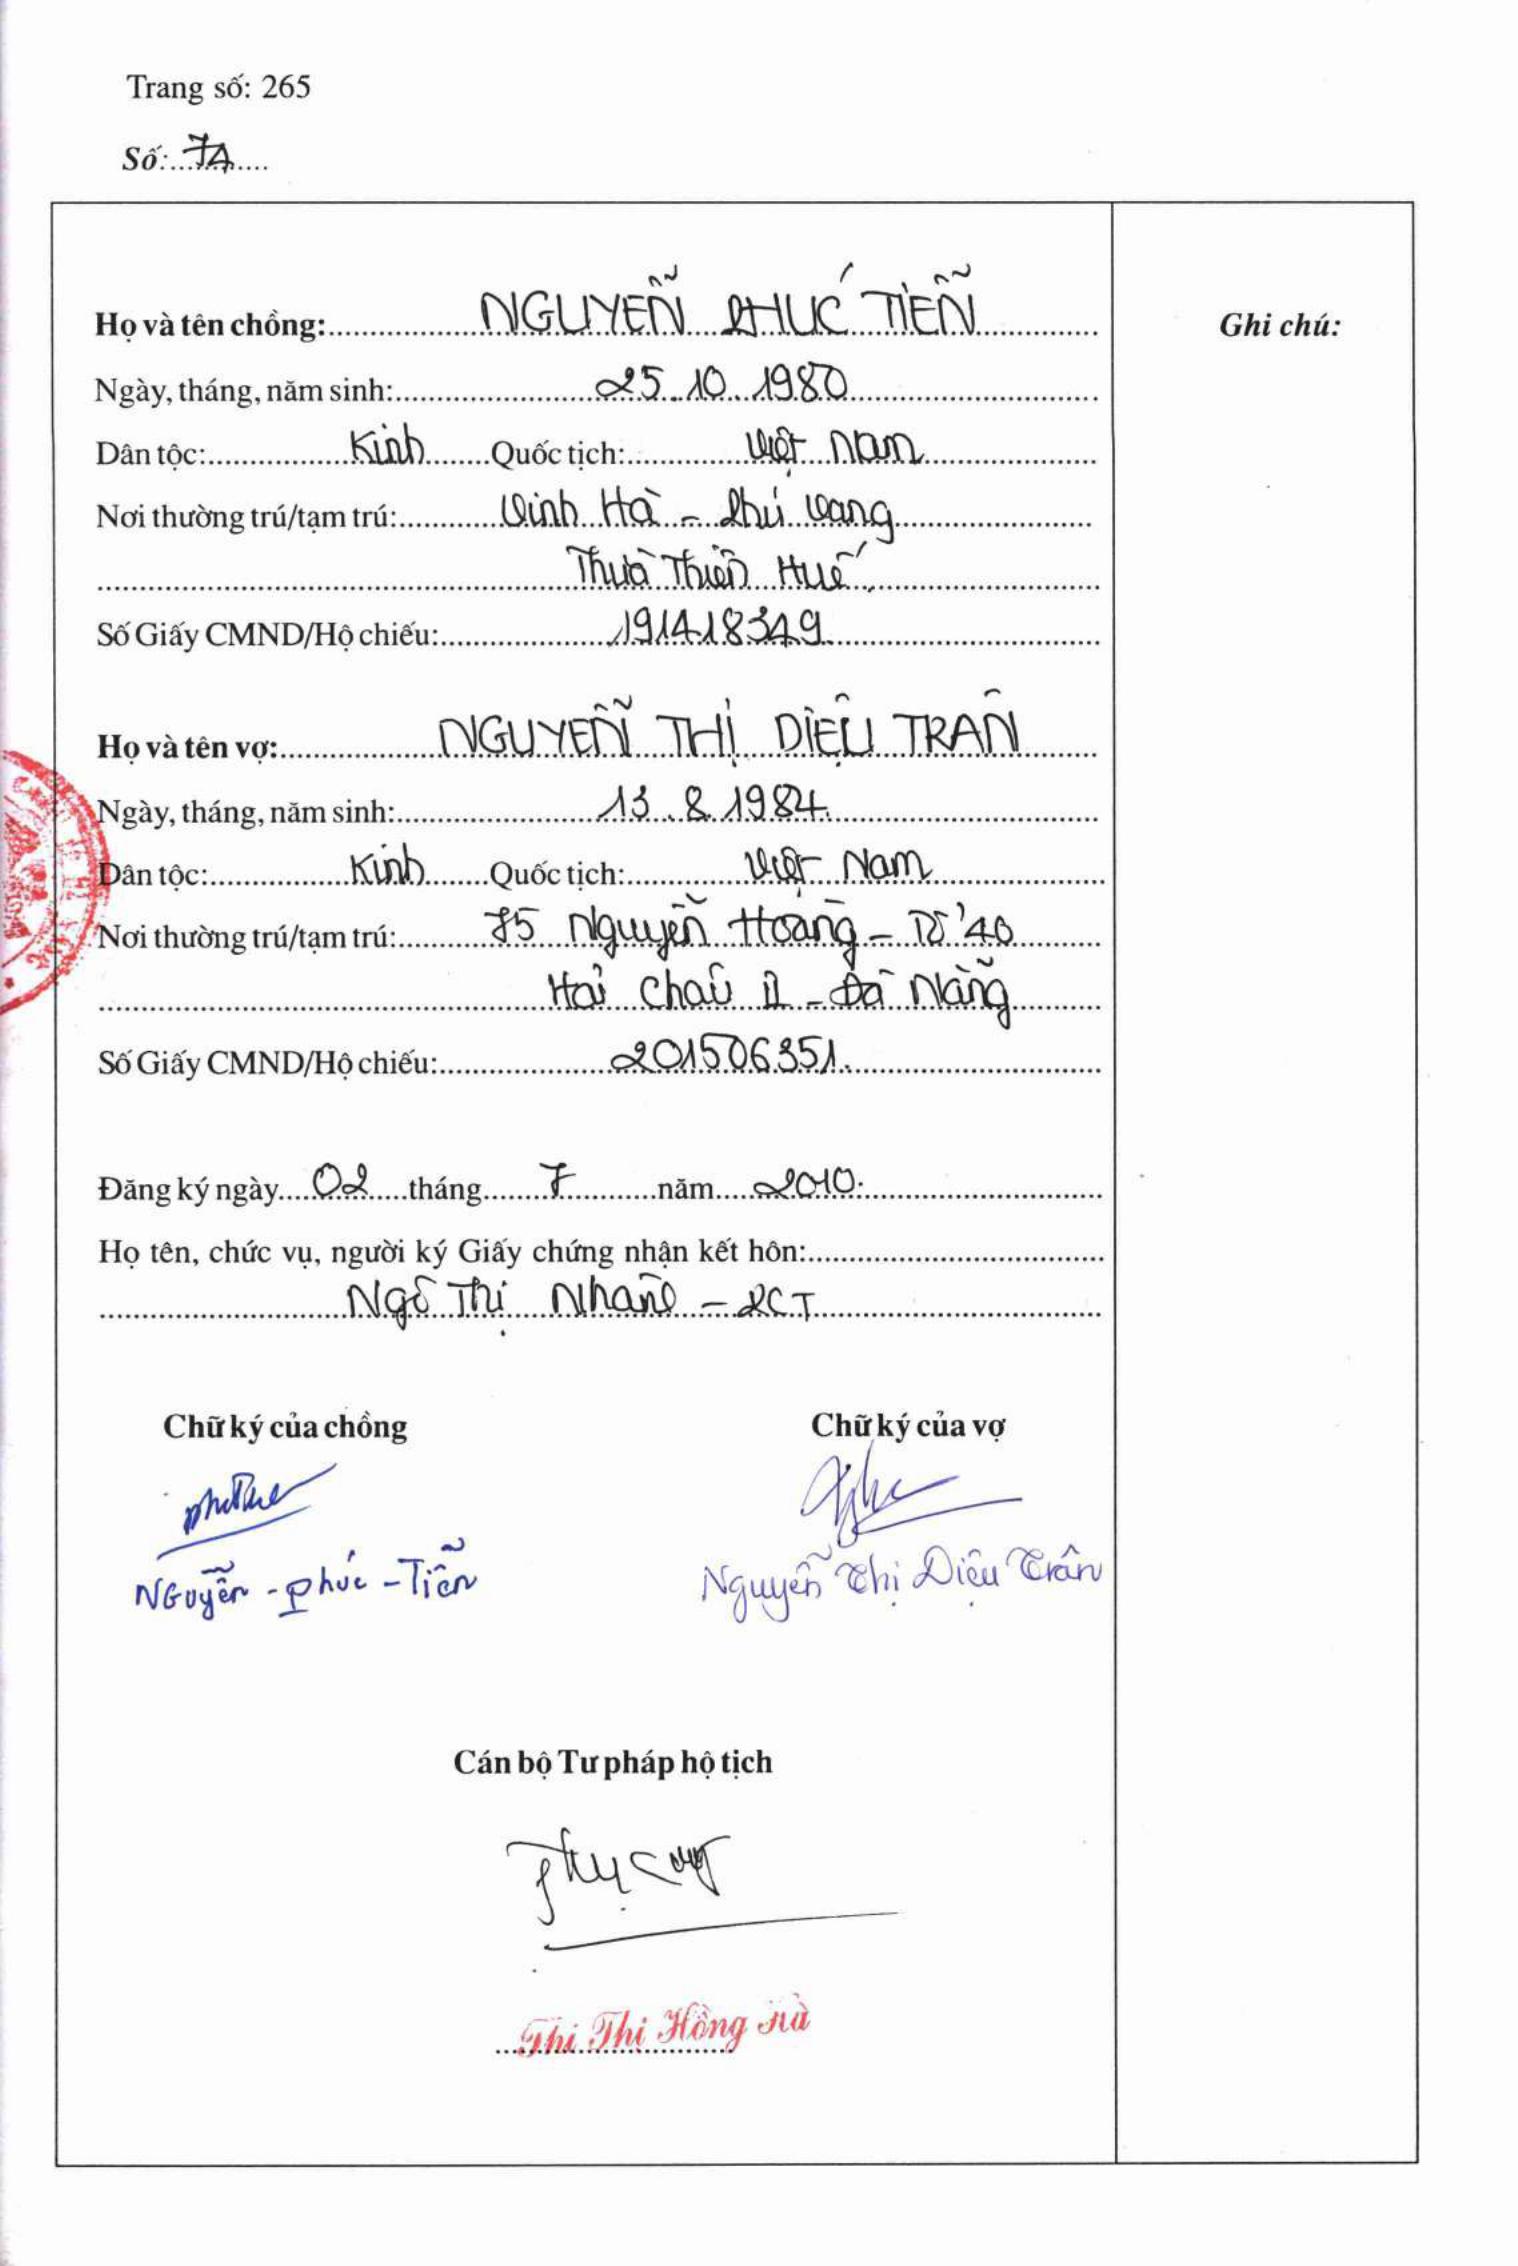 Trang số: 265
Số: 74
Họ và tên chồng: NGUYỄN PHÚC TIỄN
Ghi chú:
Ngày, tháng, năm sinh: 25.10.1980
Dân tộc: Kinh Quốc tịch: Việt Nam
Nơi thường trú/tạm trú: Vinh Hà - Phú Vang
Thừa Thiên Huế
Số Giấy CMND/Hộ chiếu: 191418349
Họ và tên vợ: NGUYỄN THỊ DIỆU TRÂN
Ngày, tháng, năm sinh: 13.8.1984
Dân tộc: Kinh Quốc tịch: Việt Nam
Nơi thường trú/tạm trú: 75 Nguyễn Hoàng - Tổ 40
Hải Châu II - Đà Nẵng
Số Giấy CMND/Hộ chiếu: 201506351.
Đăng ký ngày 02 tháng 7 năm 2010.
Họ tên, chức vụ, người ký Giấy chứng nhận kết hôn:
Ngô Thị - PCT
Chữ ký của chồng Chữ ký của vợ
Nguyễn - Phúc - Tiễn Nguyễn Thị Diệu Trân
Cán bộ Tư pháp hộ tịch
Thi Thị Hồng Hà